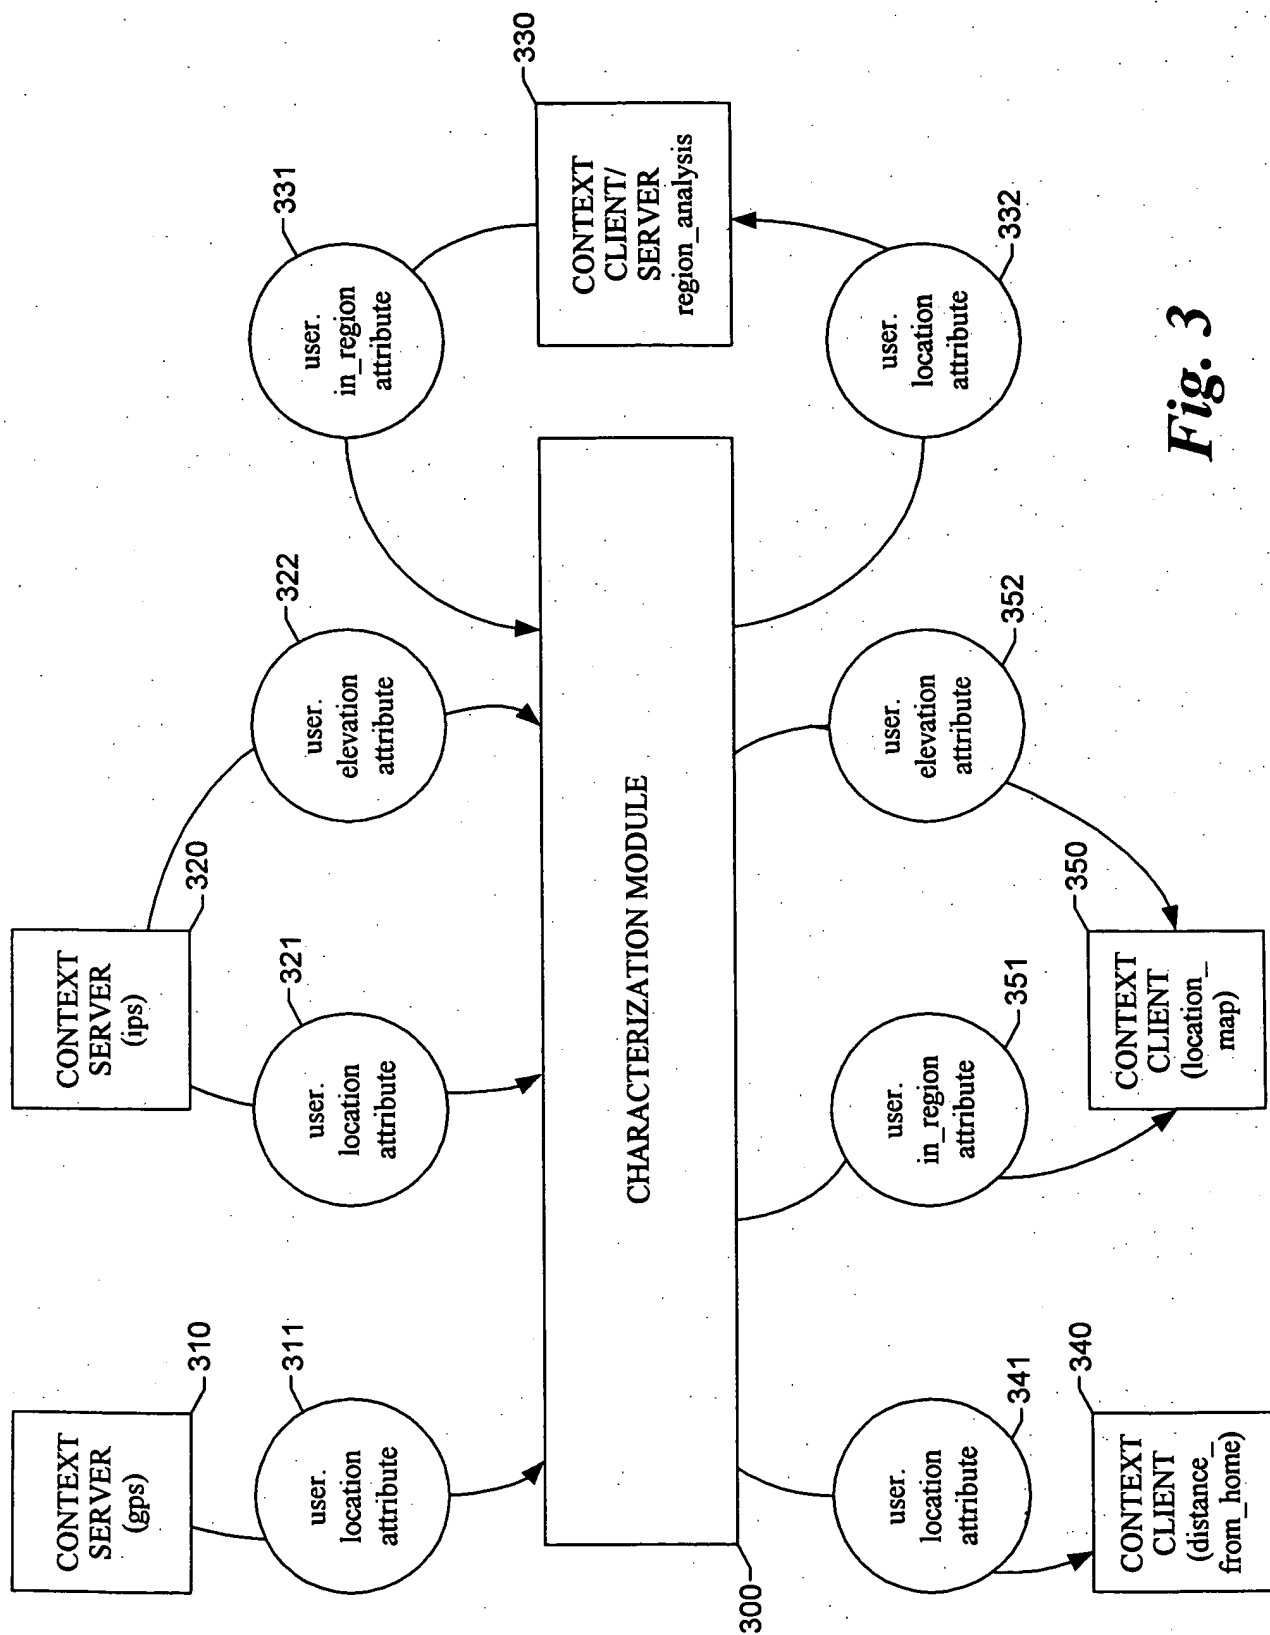 CONTEXT
SERVER
(gps)
310
CONTEXT
SERVER
(ips)
320
user.
location
attribute
311
user.
location
attribute
321
user.
elevation
attribute
322
user.
in_region
attribute
331
CHARACTERIZATION MODULE
300
CONTEXT
CLIENT/
SERVER
region_analysis
330
user.
location
attribute
341
user.
in_region
attribute
351
user.
elevation
attribute
352
user.
location
attribute
332
CONTEXT
CLIENT
(distance_
from_home)
340
CONTEXT
CLIENT
(location_
map)
350
Fig. 3